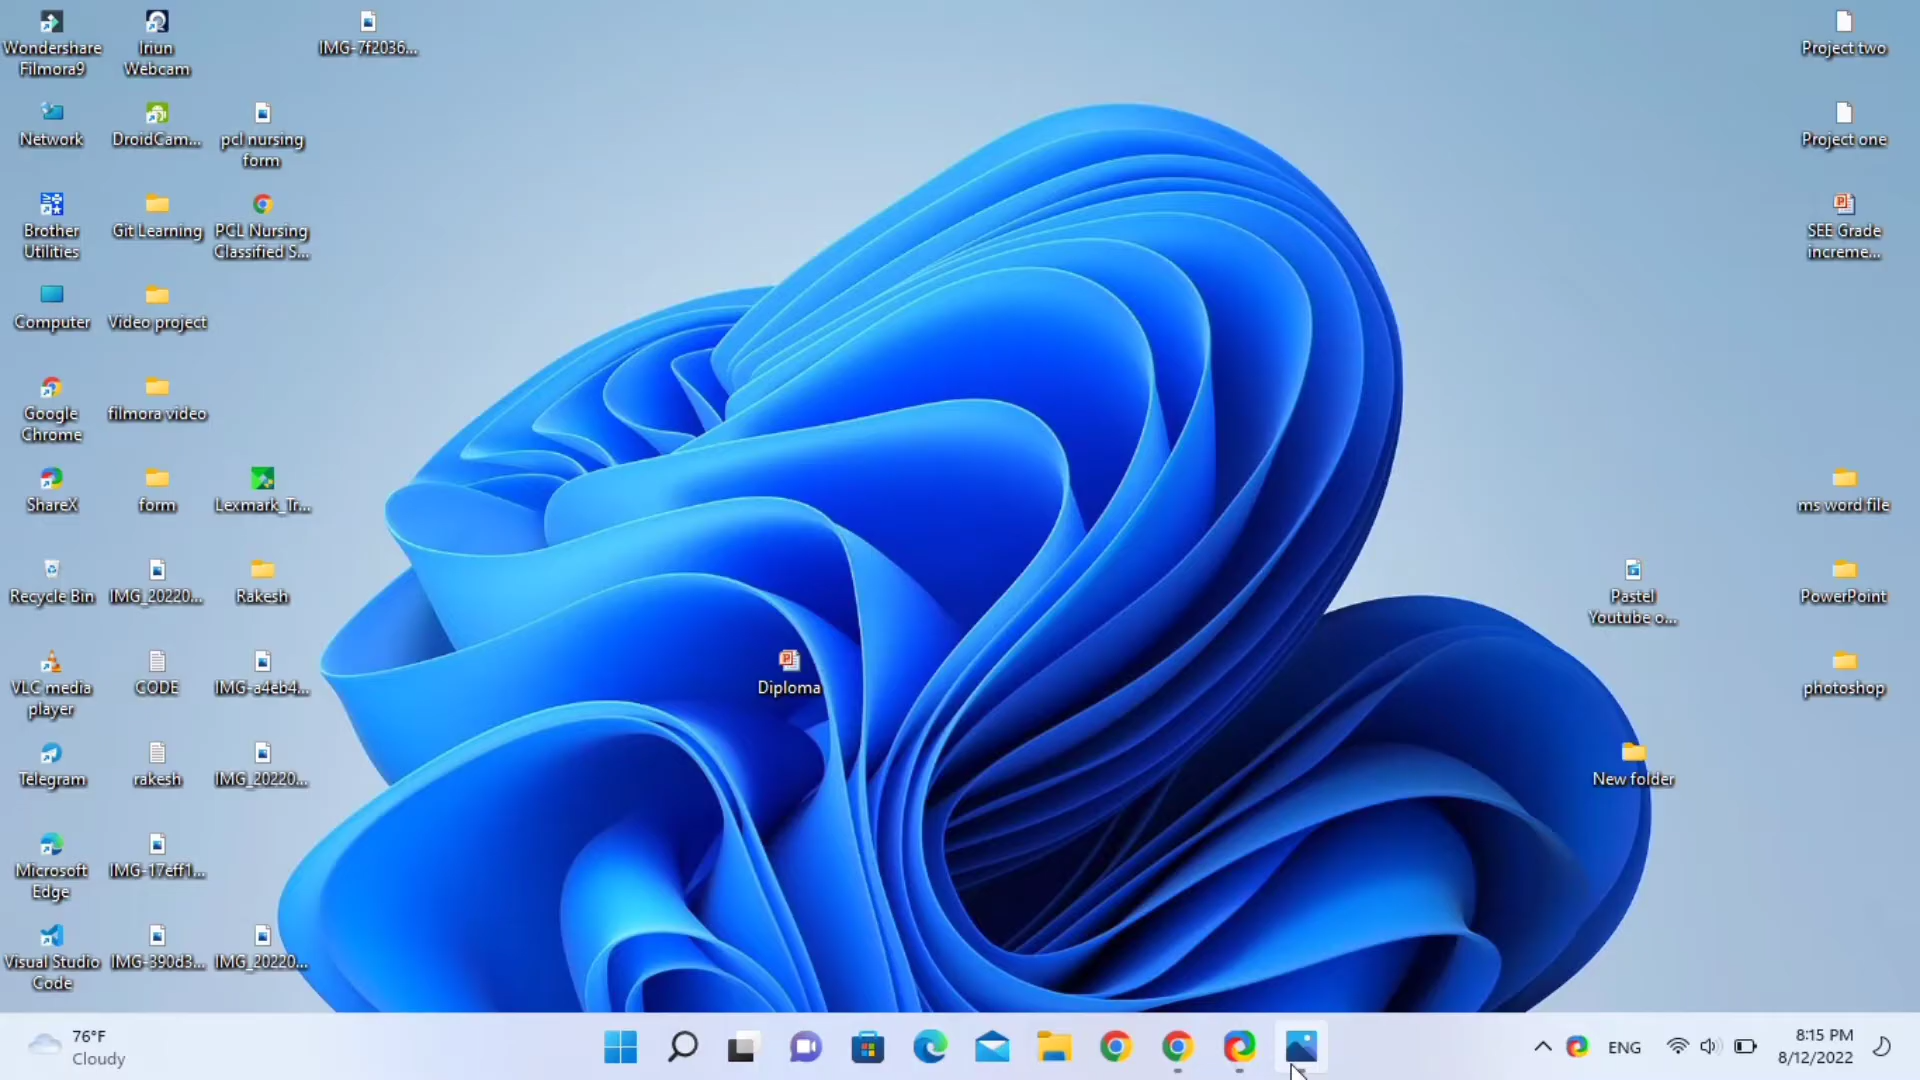 Wondershare
Filmora9
Iriun
Webcam
IMG-7f2036...
Project two
Network
DroidCam...
pcl nursing
form
Project one
Brother
Utilities
Git Learning
PCL Nursing
Classified S...
SEE Grade
increme...
Computer
Video project
Google
Chrome
filmora video
ShareX
form
Lexmark_Tr...
ms word file
Recycle Bin
IMG_20220...
Rakesh
Pastel
Youtube o...
PowerPoint
VLC media
player
CODE
IMG-a4eb4...
Diploma
photoshop
Telegram
rakesh
IMG_20220...
New folder
Microsoft
Edge
IMG-17eff1...
Visual Studio
Code
IMG-390d3...
IMG_20220...
76°F
Cloudy
ENG
8:15 PM
8/12/2022